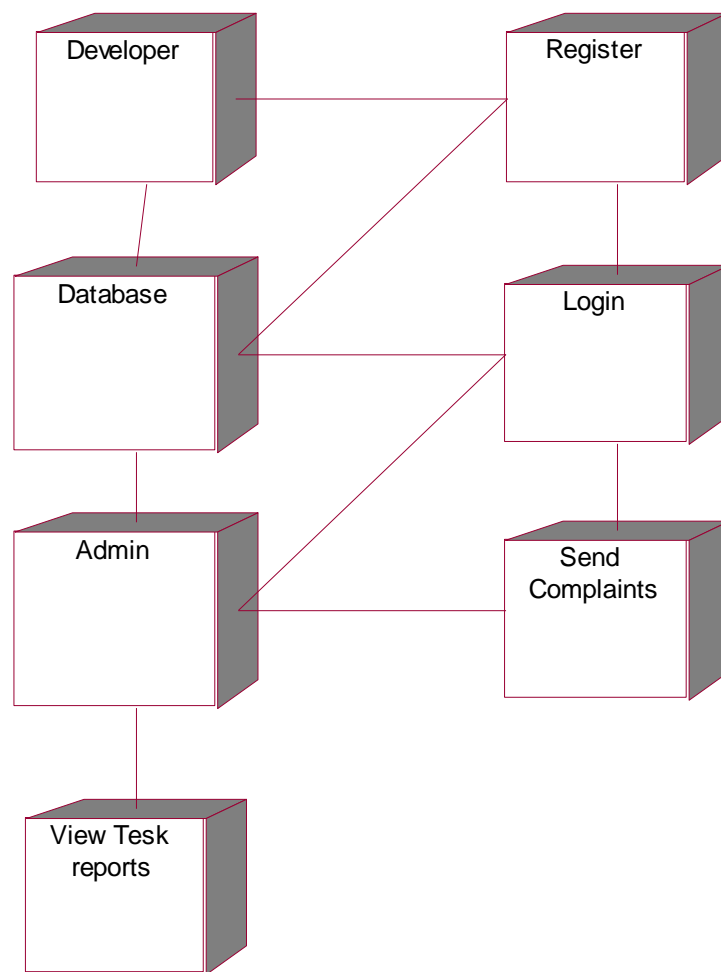 Developer
Register
Database
Login
Admin
Send
Complaints
View Tesk
reports